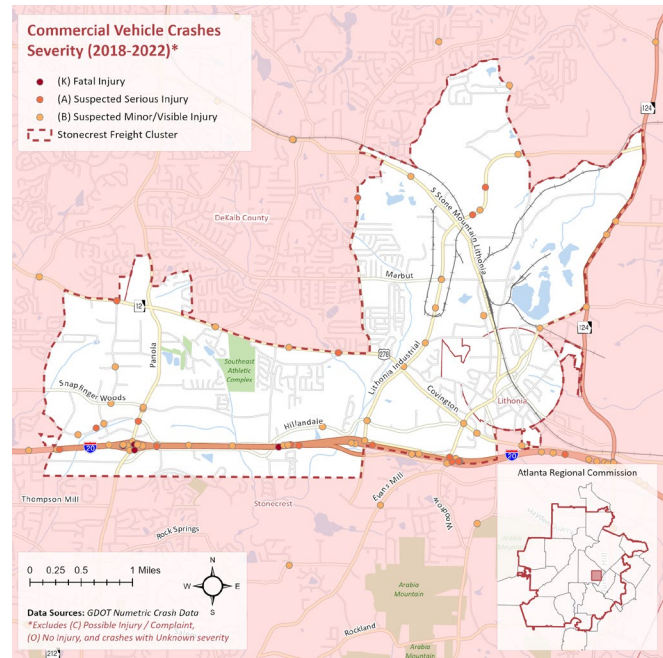 Commercial Vehicle Crashes
Severity (2018-2022)*
(K) Fatal Injury
(A) Suspected Serious Injury
(B) Suspected Minor/Visible Injury
Stonecrest Freight Cluster
124
DeKalb County
S Stone Mountain Lithonia
Marbut
12
Panola
Southeast
Athletic
Complex
278
124
Lithonia Industrial
Snapfinger Woods
Covington
Lithonia
Hillandale
20
20
Thompson Mill
Stonecrest
Evans Mill
Woodrow
Rock Springs
Atlanta Regional Commission
0 0.25 0.5 1 Miles
N
W E
S
Arabia
Mountain
Data Sources: GDOT Numetric Crash Data
*Excludes (C) Possible Injury / Complaint,
(O) No Injury, and crashes with Unknown severity
Rockland
Arabia
Mountain
212